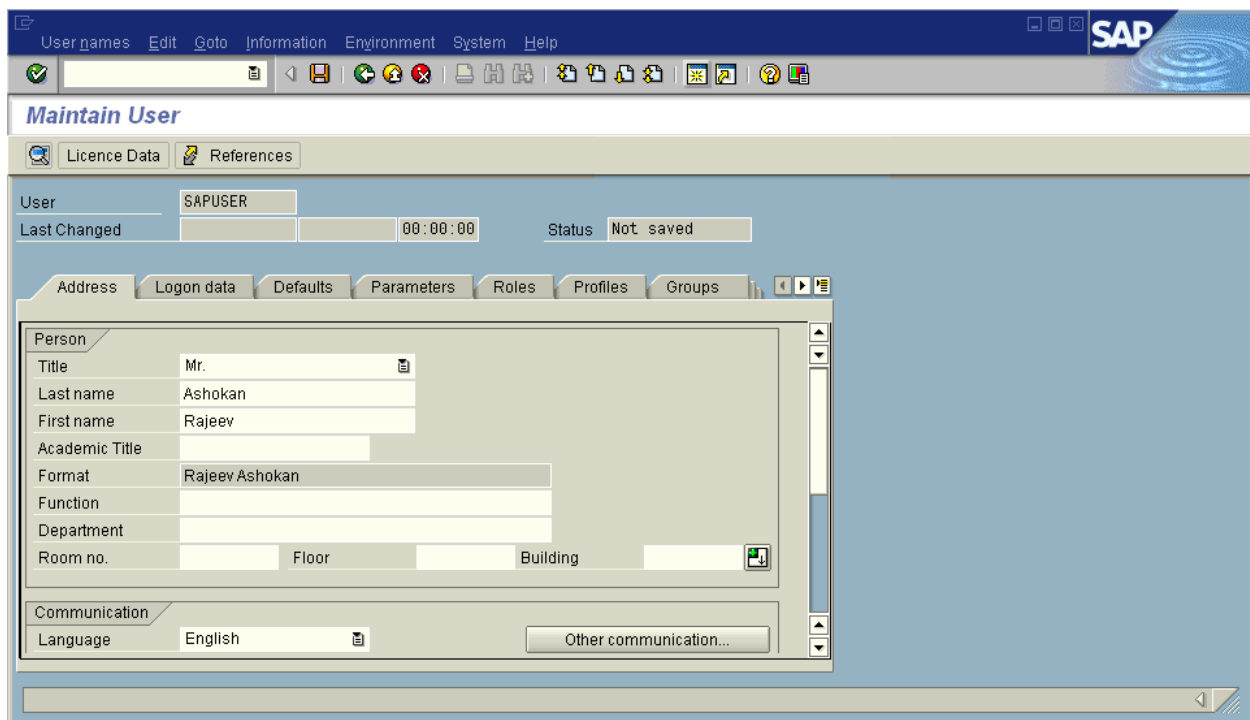 User names Edit Goto Information Environment System Help
SAP
Maintain User
Licence Data References
User SAPUSER
Last Changed 00:00:00 Status Not saved
Address Logon data Defaults Parameters Roles Profiles Groups
Person
Title Mr.
Last name Ashokan
First name Rajeev
Academic Title
Format Rajeev Ashokan
Function
Department
Room no. Floor Building
Communication
Language English Other communication...